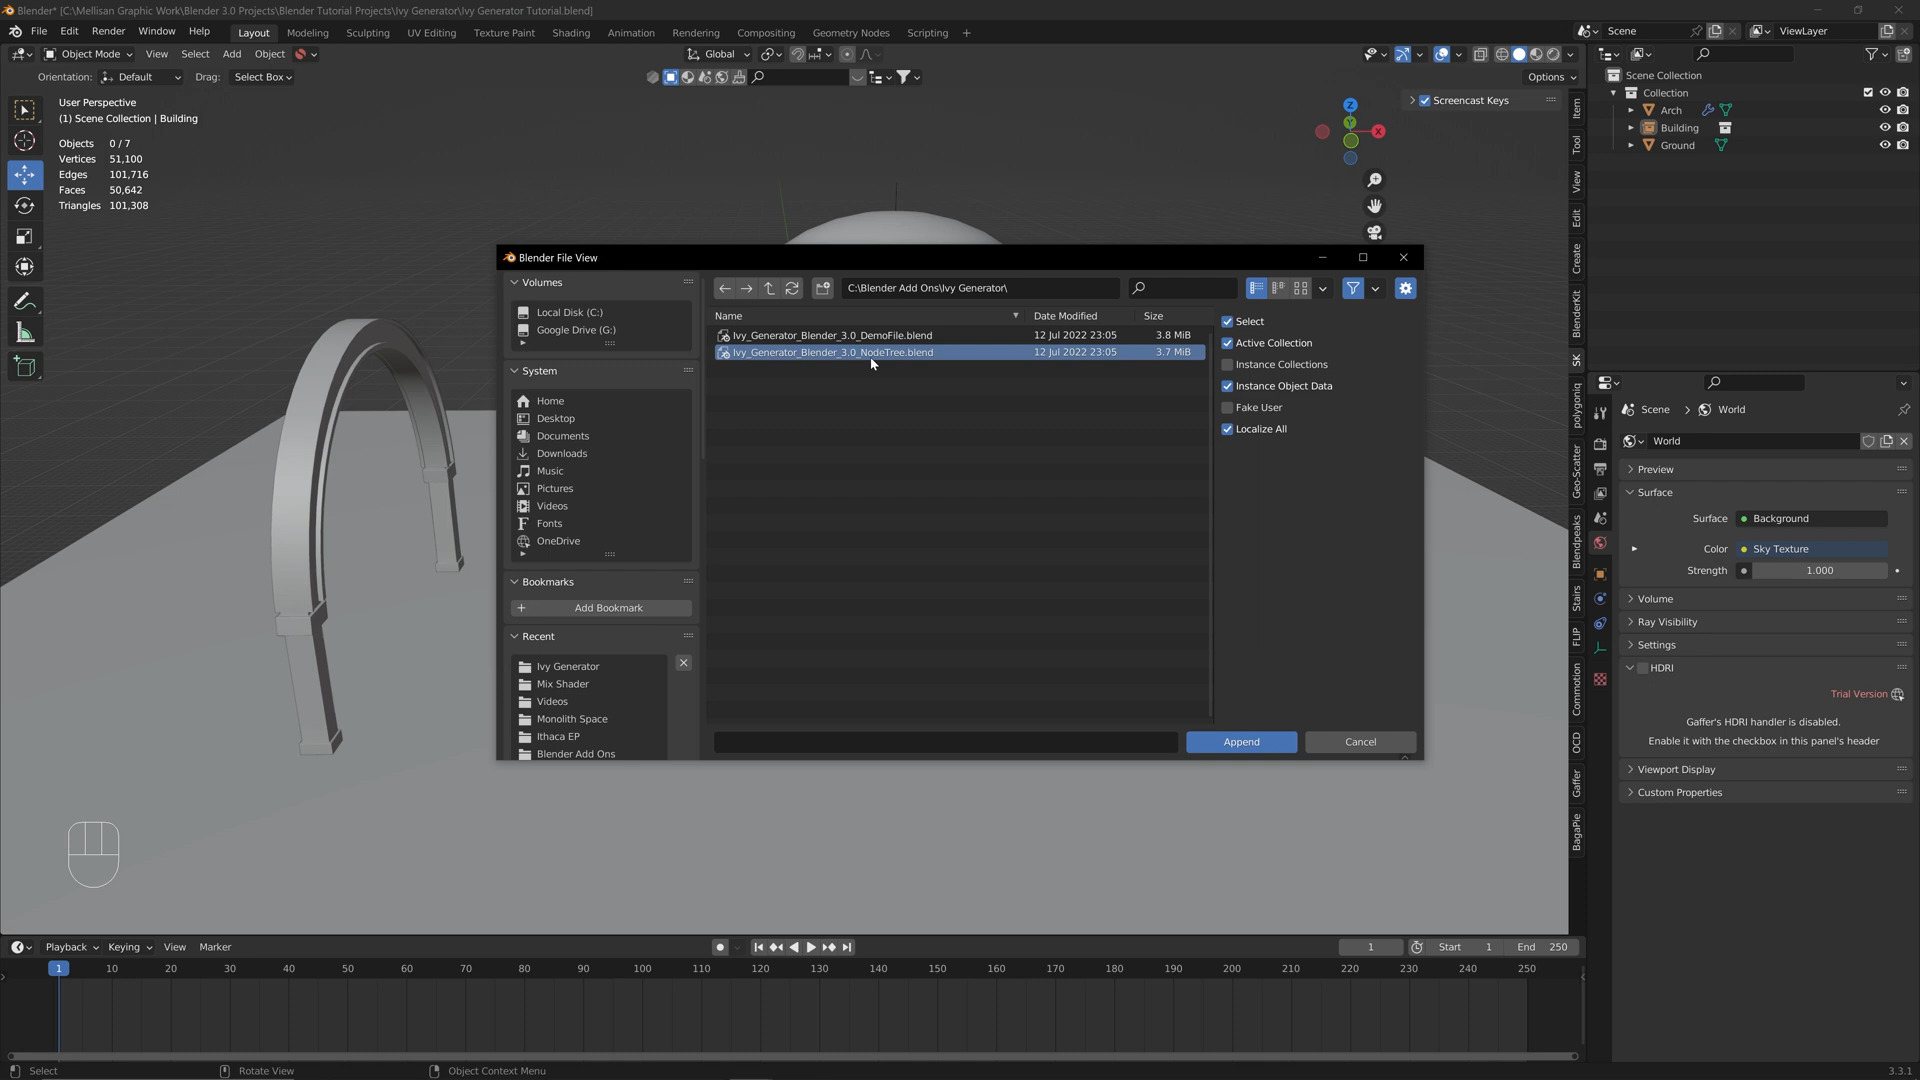 Blender* [C:\Mellisan Graphic Work\Blender 3.0 Projects\Blender Tutorial Projects\Ivy Generator\Ivy Generator Tutorial.blend]
File Edit Render Window Help Layout Modeling Sculpting UV Editing Texture Paint Shading Animation Rendering Compositing Geometry Nodes Scripting + Scene ViewLayer
Object Mode View Select Add Object Global
Orientation: Default Drag: Select Box Options
User Perspective
(1) Scene Collection | Building
Objects 0 / 7
Vertices 51,100
Edges 101,716
Faces 50,642
Triangles 101,308
Screencast Keys
Z
Y
X
Item
Tool
View
Edit
Create
BlenderKit
SK
polygoniq
Geo-Scatter
Blendpeaks
Stairs
FLIP
Commotion
OCD
Gaffer
BagaPie
Scene Collection
Collection
Arch
Building
Ground
Blender File View
Volumes
Local Disk (C:)
Google Drive (G:)
System
Home
Desktop
Documents
Downloads
Music
Pictures
Videos
Fonts
OneDrive
Bookmarks
+ Add Bookmark
Recent
Ivy Generator
Mix Shader
Videos
Monolith Space
Ithaca EP
Blender Add Ons
C:\Blender Add Ons\Ivy Generator\
Name Date Modified Size
Ivy_Generator_Blender_3.0_DemoFile.blend 12 Jul 2022 23:05 3.8 MiB
Ivy_Generator_Blender_3.0_NodeTree.blend 12 Jul 2022 23:05 3.7 MiB
Select
Active Collection
Instance Collections
Instance Object Data
Fake User
Localize All
Append Cancel
Scene World
World
Preview
Surface
Surface Background
Color Sky Texture
Strength 1.000
Volume
Ray Visibility
Settings
HDRI
Trial Version
Gaffer's HDRI handler is disabled.
Enable it with the checkbox in this panel's header
Viewport Display
Custom Properties
Playback Keying View Marker 1 Start 1 End 250
1 10 20 30 40 50 60 70 80 90 100 110 120 130 140 150 160 170 180 190 200 210 220 230 240 250
Select Rotate View Object Context Menu 3.3.1